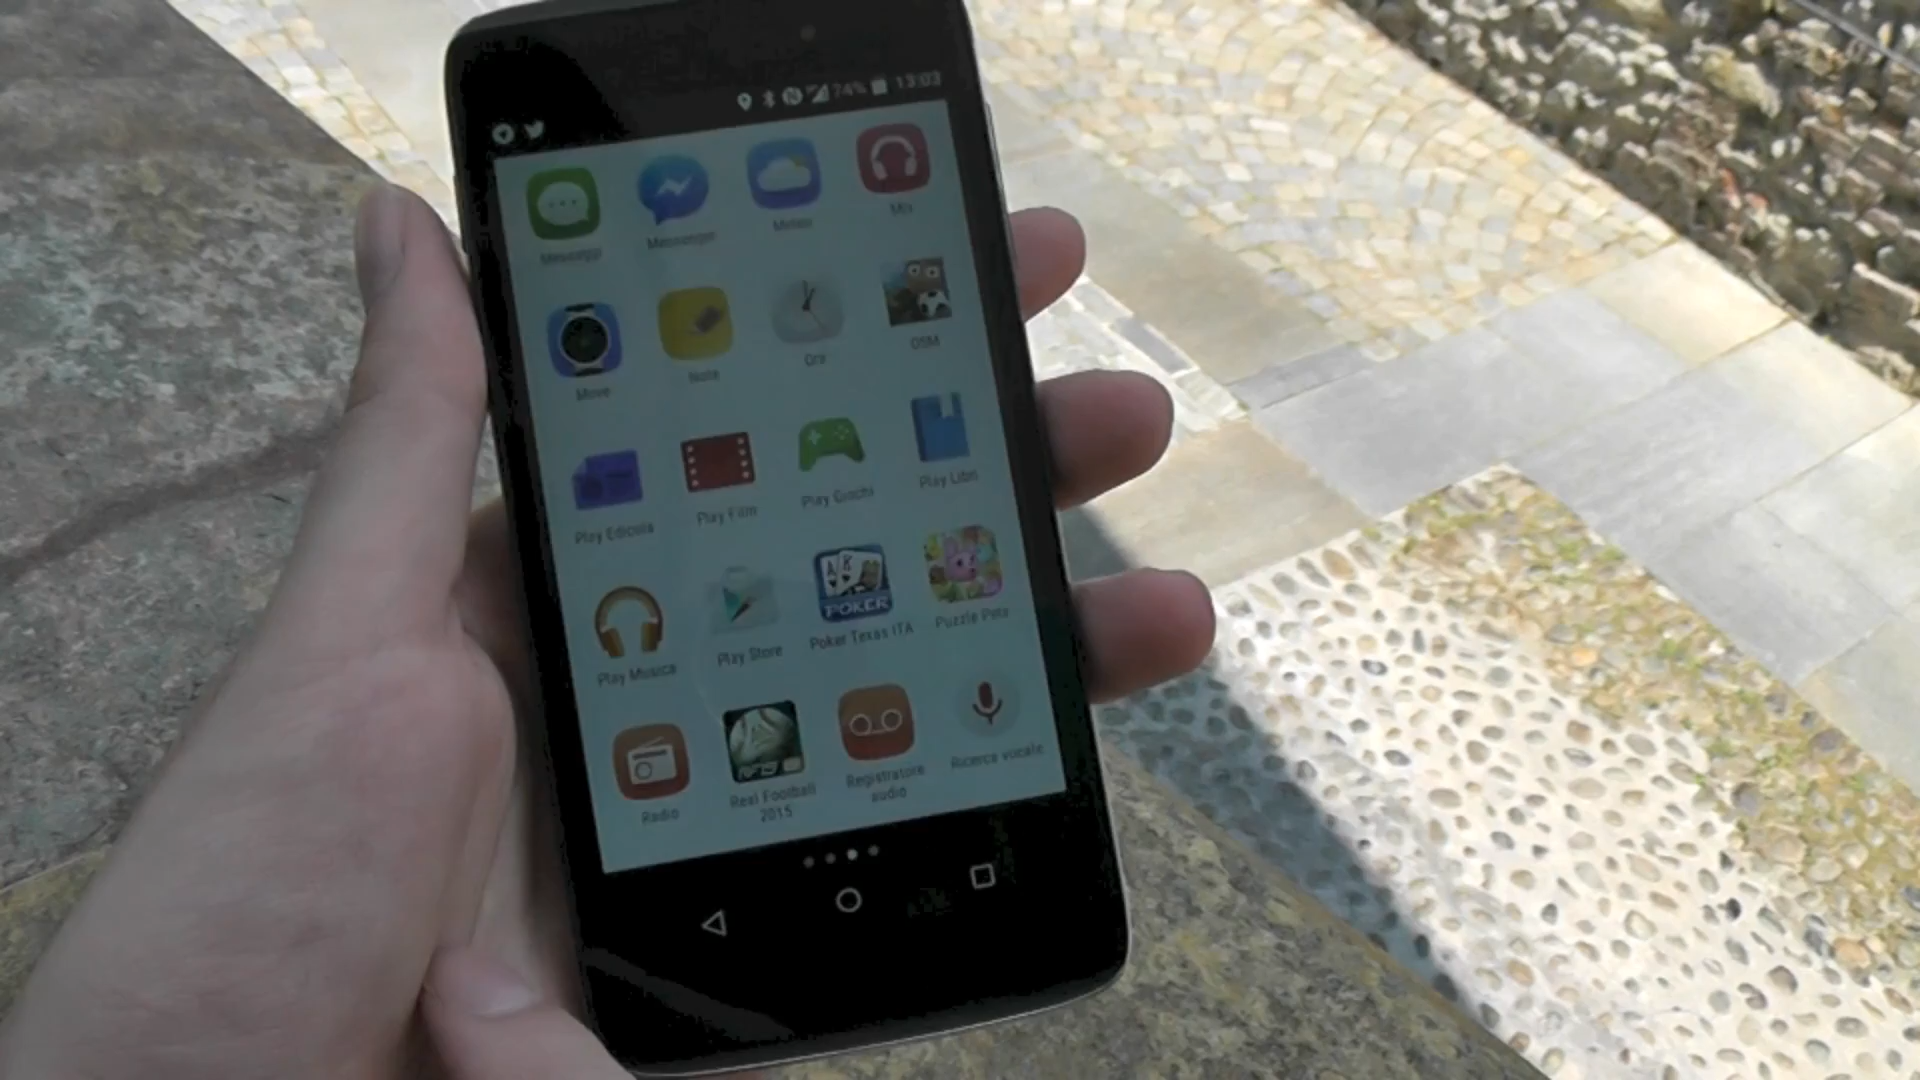 74% 13:03
Messaggi Messenger Meteo Mix
Move Note Ora OSM
Play Edicola Play Film Play Giochi Play Libri
A K
POKER
Play Musica Play Store Poker Texas ITA Puzzle Pets
Radio Real Football Registratore Ricerca vocale
2015 audio